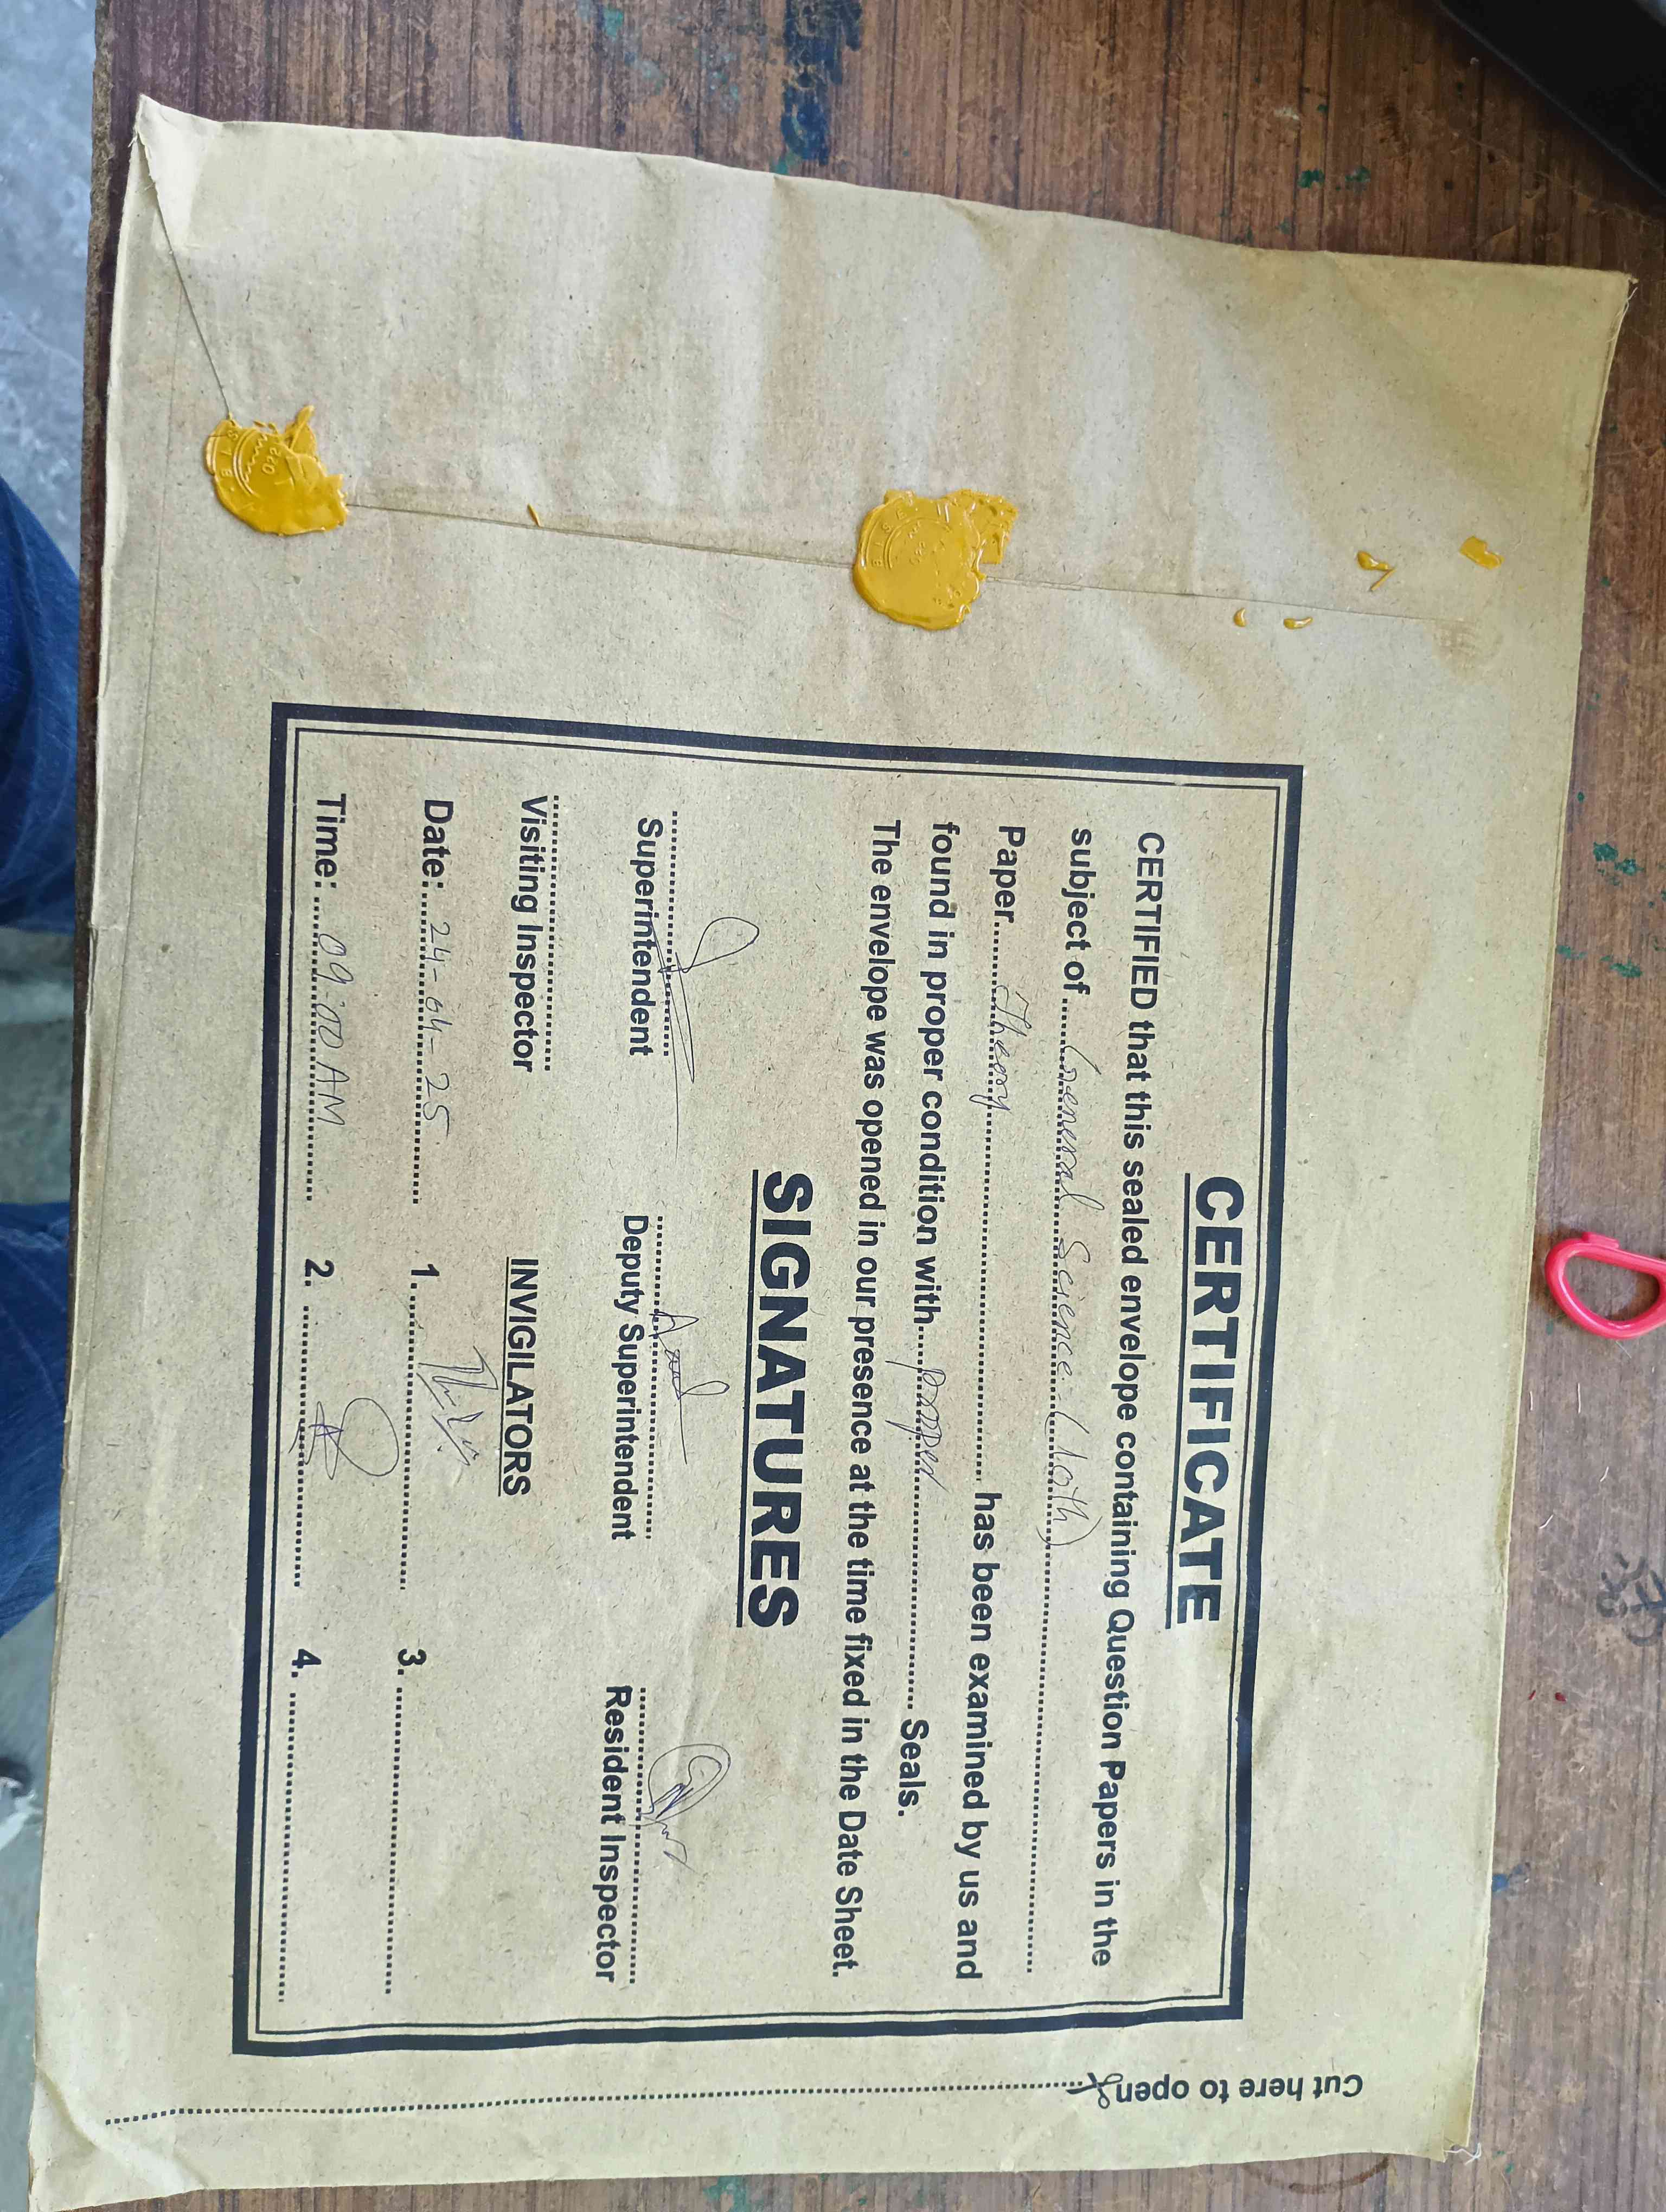 CERTIFICATE
CERTIFIED that this sealed envelope containing Question Papers in the
subject of General Science (10th)
Paper Theory has been examined by us and
found in proper condition with proper Seals.
The envelope was opened in our presence at the time fixed in the Date Sheet.
SIGNATURES
Superintendent Deputy Superintendent Resident Inspector
Visiting Inspector INVIGILATORS
Date: 24-04-25 1. 3.
Time: 09:00 AM 2. 4.
Cut here to open